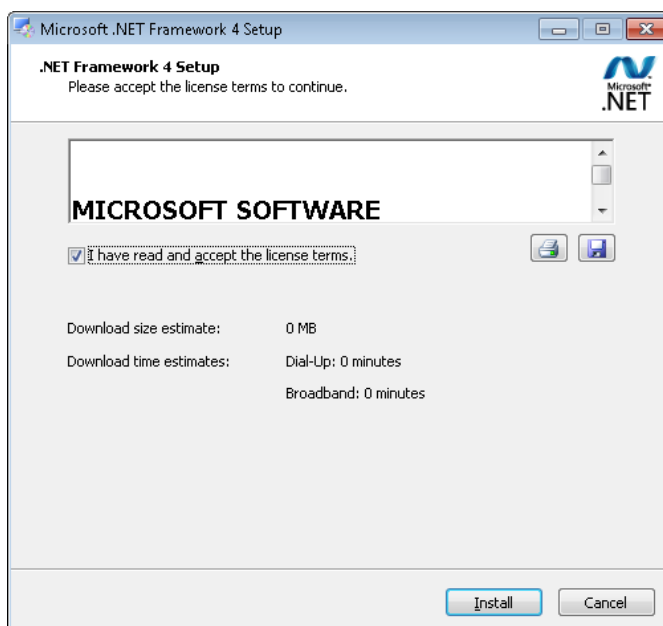 Microsoft .NET Framework 4 Setup
.NET Framework 4 Setup
Please accept the license terms to continue.
Microsoft®
.NET
MICROSOFT SOFTWARE
I have read and accept the license terms.
Download size estimate: 0 MB
Download time estimates: Dial-Up: 0 minutes
Broadband: 0 minutes
Install Cancel